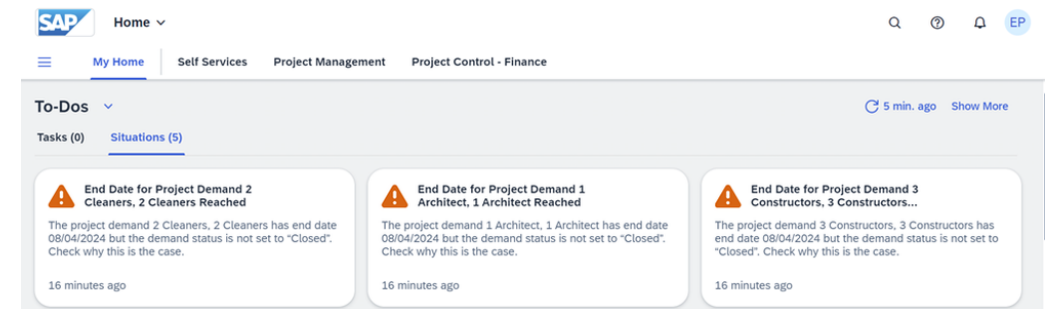 SAP Home
EP
My Home Self Services Project Management Project Control - Finance
To-Dos
5 min. ago Show More
Tasks (0) Situations (5)
End Date for Project Demand 2
Cleaners, 2 Cleaners Reached
The project demand 2 Cleaners, 2 Cleaners has end date
08/04/2024 but the demand status is not set to “Closed”.
Check why this is the case.
16 minutes ago
End Date for Project Demand 1
Architect, 1 Architect Reached
The project demand 1 Architect, 1 Architect has end date
08/04/2024 but the demand status is not set to “Closed”.
Check why this is the case.
16 minutes ago
End Date for Project Demand 3
Constructors, 3 Constructors...
The project demand 3 Constructors, 3 Constructors has
end date 08/04/2024 but the demand status is not set to
“Closed”. Check why this is the case.
16 minutes ago